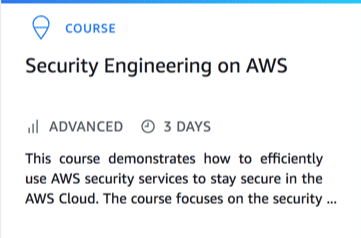 COURSE
Security Engineering on AWS
ADVANCED 3 DAYS
This course demonstrates how to efficiently
use AWS security services to stay secure in the
AWS Cloud. The course focuses on the security ...